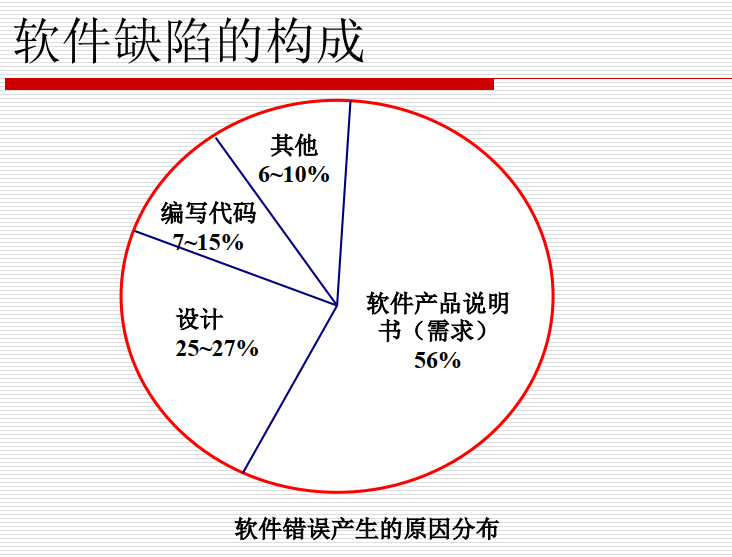 软件缺陷的构成
其他
6~10%
编写代码
7~15%
设计
25~27%
软件产品说明
书（需求）
56%
软件错误产生的原因分布